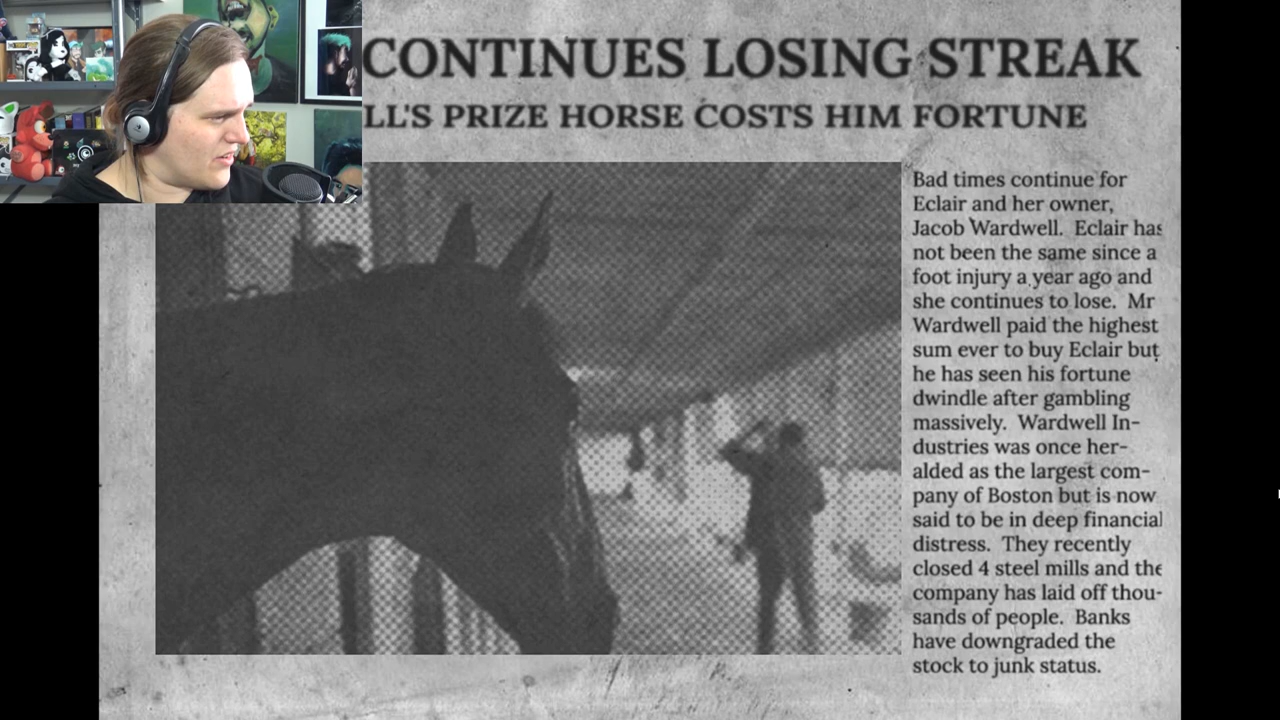 CONTINUES LOSING STREAK
LL'S PRIZE HORSE COSTS HIM FORTUNE
Bad times continue for
Eclair and her owner,
Jacob Wardwell. Eclair has
not been the same since a
foot injury a year ago and
she continues to lose. Mr
Wardwell paid the highest
sum ever to buy Eclair but
he has seen his fortune
dwindle after gambling
massively. Wardwell In-
dustries was once her-
alded as the largest com-
pany of Boston but is now
said to be in deep financial
distress. They recently
closed 4 steel mills and the
company has laid off thou-
sands of people. Banks
have downgraded the
stock to junk status.